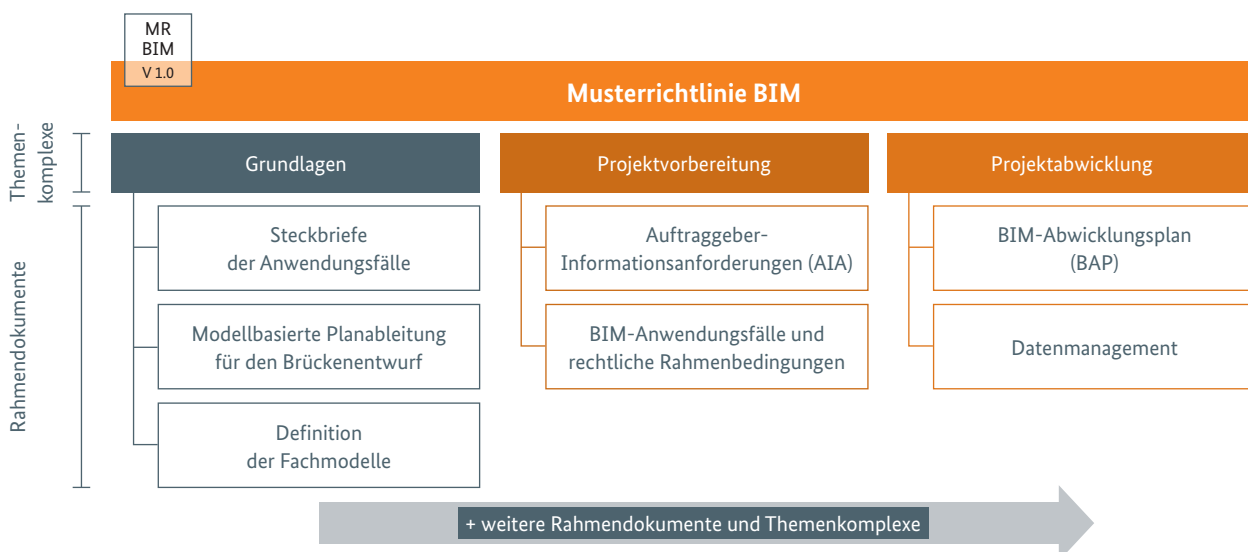 MR
BIM
V 1.0
Musterrichtlinie BIM
Themen-
komplexe
Grundlagen
Projektvorbereitung
Projektabwicklung
Rahmendokumente
Steckbriefe
der Anwendungsfälle
Auftraggeber-
Informationsanforderungen (AIA)
BIM-Abwicklungsplan
(BAP)
Modellbasierte Planableitung
für den Brückenentwurf
BIM-Anwendungsfälle und
rechtliche Rahmenbedingungen
Datenmanagement
Definition
der Fachmodelle
+ weitere Rahmendokumente und Themenkomplexe